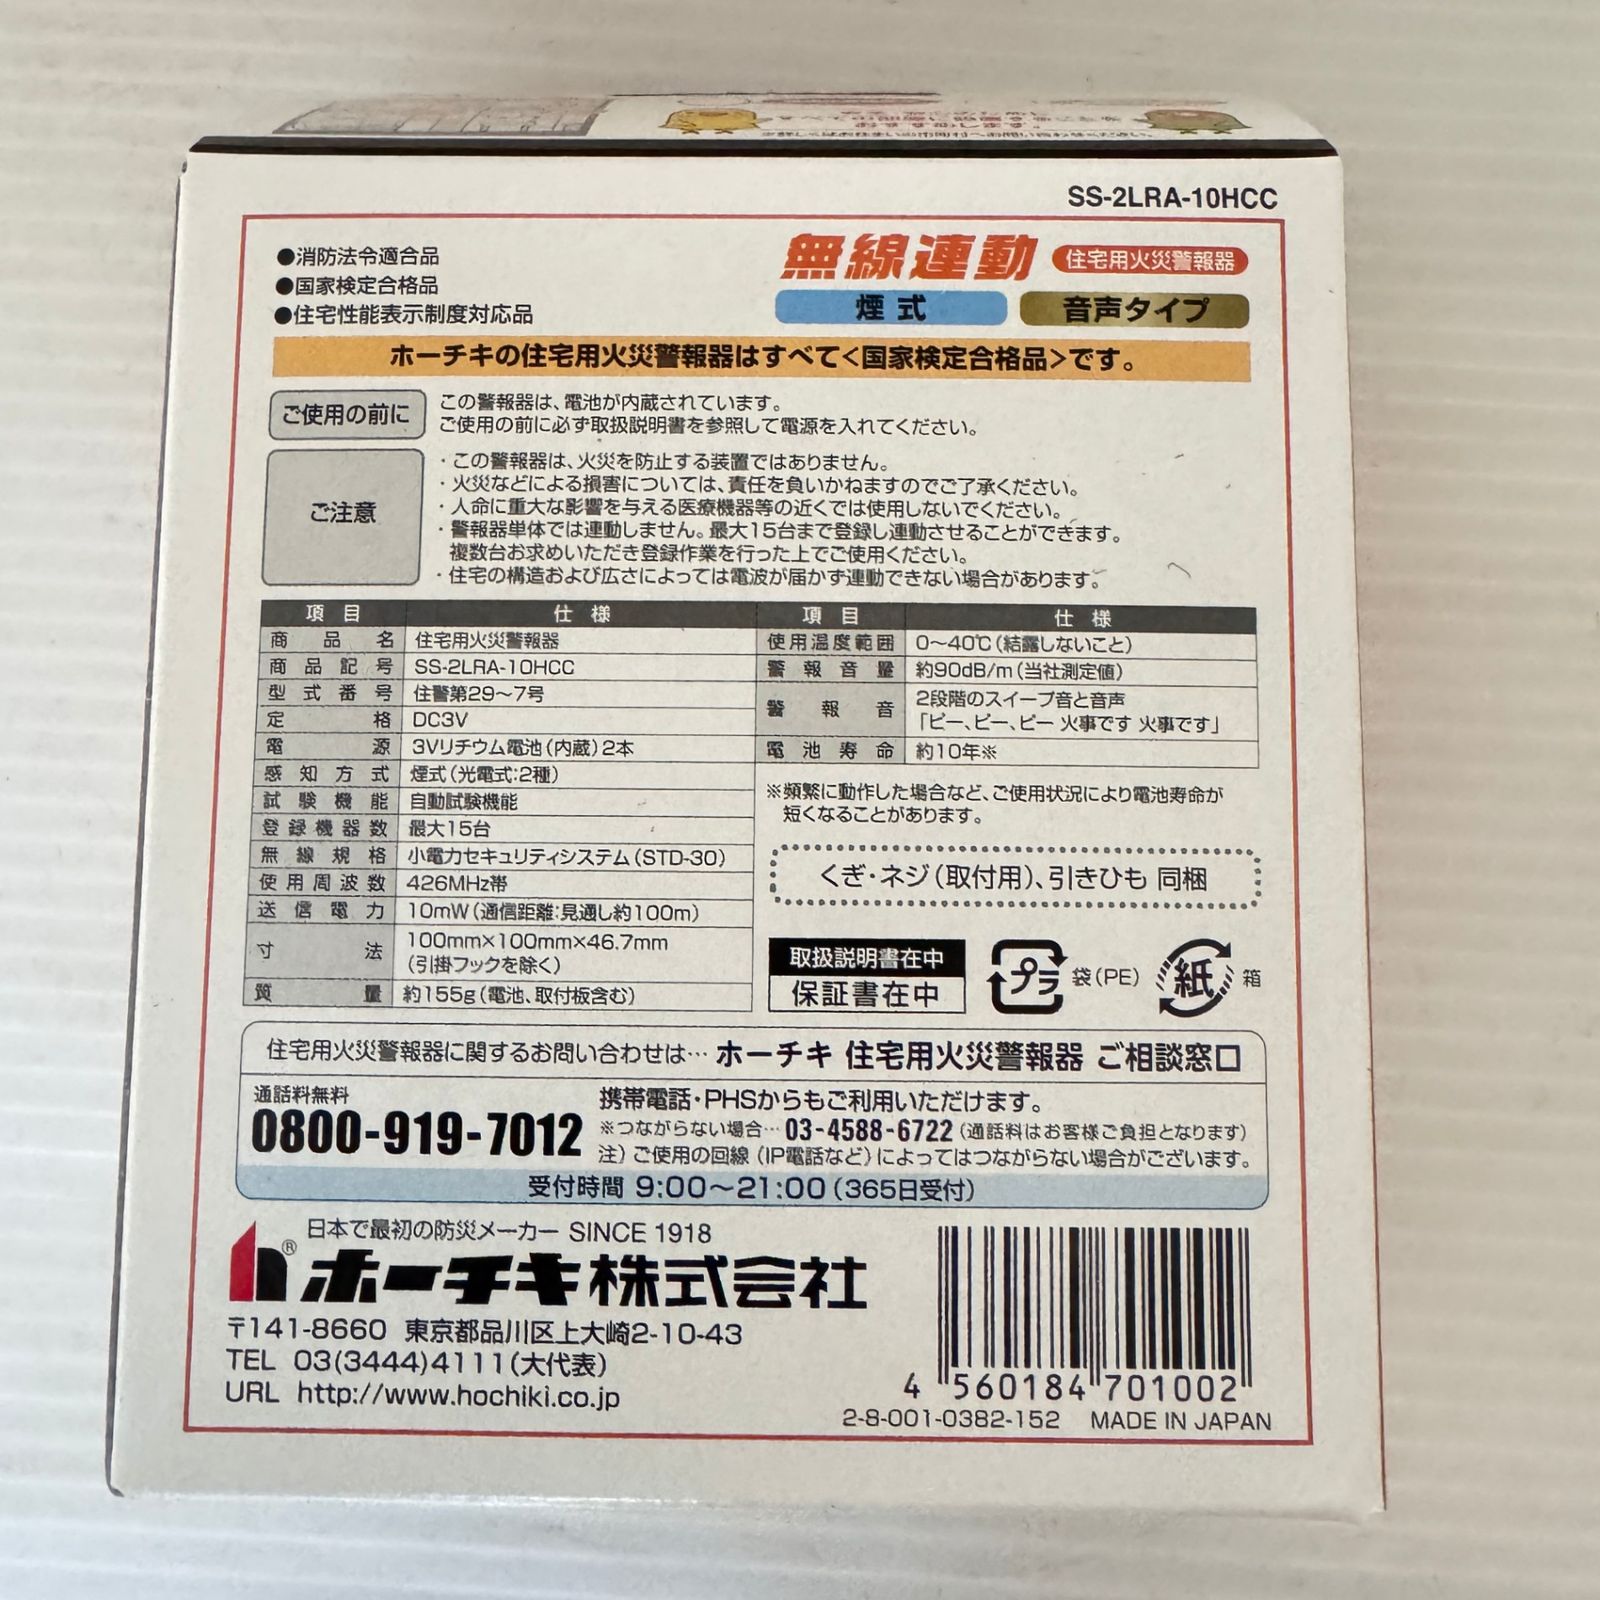 SS-2LRA-10HCC
●消防法令適合品
●国家検定合格品
●住宅性能表示制度対応品
無線連動 住宅用火災警報器
煙式 音声タイプ
ホーチキの住宅用火災警報器はすべて<国家検定合格品>です。
ご使用の前に
この警報器は、電池が内蔵されています。
ご使用の前に必ず取扱説明書を参照して電源を入れてください。
ご注意
・この警報器は、火災を防止する装置ではありません。
・火災などによる損害については、責任を負いかねますのでご了承ください。
・人命に重大な影響を与える医療機器等の近くでは使用しないでください。
・警報器単体では連動しません。最大15台まで登録し連動させることができます。
複数台お求めいただき登録作業を行った上でご使用ください。
・住宅の構造および広さによっては電波が届かず連動できない場合があります。
項目 仕様
商品名 住宅用火災警報器
商品記号 SS-2LRA-10HCC
型式番号 住警第29〜7号
定格 DC3V
電源 3Vリチウム電池(内蔵)2本
感知方式 煙式(光電式:2種)
試験機能 自動試験機能
登録機器数 最大15台
無線規格 小電力セキュリティシステム(STD-30)
使用周波数 426MHz帯
送信電力 10mW(通信距離:見通し約100m)
寸法 100mm×100mm×46.7mm
(引掛フックを除く)
質量 約155g(電池、取付板含む)
項目 仕様
使用温度範囲 0〜40℃(結露しないこと)
警報音量 約90dB/m(当社測定値)
警報音 2段階のスイープ音と音声
「ピー、ピー、ピー 火事です 火事です」
電池寿命 約10年※
※頻繁に動作した場合など、ご使用状況により電池寿命が
短くなることがあります。
くぎ・ネジ(取付用)、引きひも 同梱
取扱説明書在中
保証書在中
プラ 袋(PE)
紙 箱
住宅用火災警報器に関するお問い合わせは… ホーチキ 住宅用火災警報器 ご相談窓口
通話料無料
0800-919-7012
携帯電話・PHSからもご利用いただけます。
※つながらない場合… 03-4588-6722 (通話料はお客様ご負担となります)
注) ご使用の回線(IP電話など)によってはつながらない場合がございます。
受付時間 9:00〜21:00(365日受付)
日本で最初の防災メーカー SINCE 1918
® ホーチキ株式会社
〒141-8660 東京都品川区上大崎2-10-43
TEL 03(3444)4111(大代表)
URL http://www.hochiki.co.jp
4 560184 701002
2-8-001-0382-152 MADE IN JAPAN